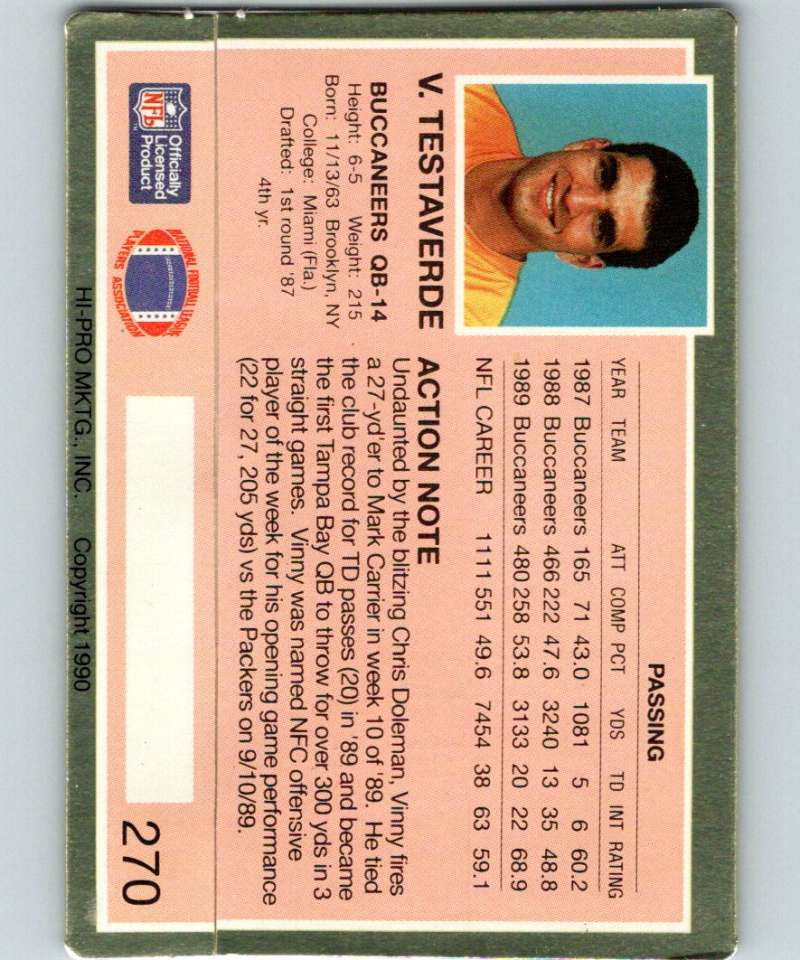 PASSING
YEAR TEAM ATT COMP PCT YDS TD INT RATING
1987 Buccaneers 165 71 43.0 1081 5 6 60.2
1988 Buccaneers 466 222 47.6 3240 13 35 48.8
1989 Buccaneers 480 258 53.8 3133 20 22 68.9
NFL CAREER 1111 551 49.6 7454 38 63 59.1
V. TESTAVERDE
BUCCANEERS QB-14
Height: 6-5 Weight: 215
Born: 11/13/63 Brooklyn, NY
College: Miami (Fla.)
Drafted: 1st round '87
4th yr.
ACTION NOTE
Undaunted by the blitzing Chris Doleman, Vinny fires
a 27-yd'er to Mark Carrier in week 10 of '89. He tied
the club record for TD passes (20) in '89 and became
the first Tampa Bay QB to throw for over 300 yds in 3
straight games. Vinny was named NFC offensive
player of the week for his opening game performance
(22 for 27, 205 yds) vs the Packers on 9/10/89.
NFL
Officially
Licensed
Product
NATIONAL FOOTBALL LEAGUE
PLAYERS ASSOCIATION
270
HI-PRO MKTG., INC. Copyright 1990